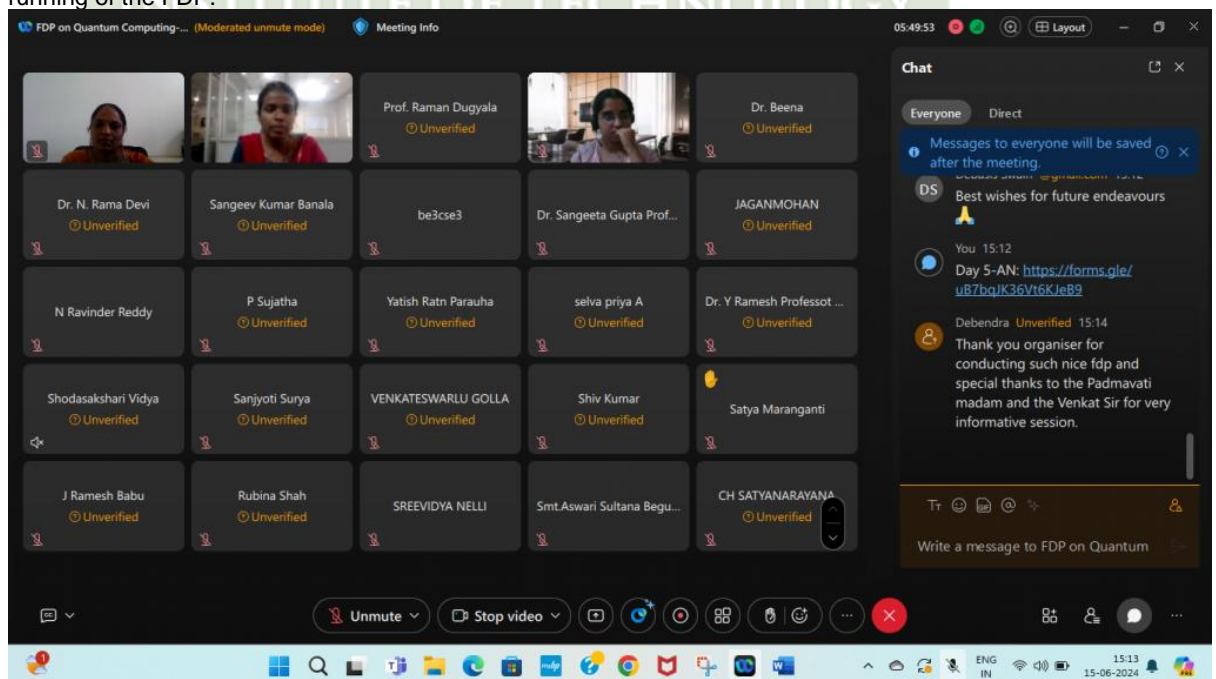 running of the FDP.
FDP on Quantum Computing-... (Moderated unmute mode) Meeting Info 05:49:53 Layout
Prof. Raman Dugyala
Unverified
Dr. Beena
Unverified
Dr. N. Rama Devi
Unverified
Sangeev Kumar Banala
Unverified
be3cse3
Dr. Sangeeta Gupta Prof...
JAGANMOHAN
Unverified
N Ravinder Reddy
P Sujatha
Unverified
Yatish Ratn Parauha
Unverified
selva priya A
Unverified
Dr. Y Ramesh Professot ...
Unverified
Shodasakshari Vidya
Unverified
Sanjyoti Surya
Unverified
VENKATESWARLU GOLLA
Unverified
Shiv Kumar
Unverified
Satya Maranganti
J Ramesh Babu
Unverified
Rubina Shah
Unverified
SREEVIDYA NELLI
Smt.Aswari Sultana Begu...
CH SATYANARAYANA
Unverified
Chat
Everyone Direct
Messages to everyone will be saved
after the meeting.
DS
Best wishes for future endeavours
🙏
You 15:12
Day 5-AN: https://forms.gle/
uB7bqJK36Vt6KJeB9
Debendra Unverified 15:14
Thank you organiser for
conducting such nice fdp and
special thanks to the Padmavati
madam and the Venkat Sir for very
informative session.
Write a message to FDP on Quantum
Unmute Stop video
ENG
IN
15:13
15-06-2024